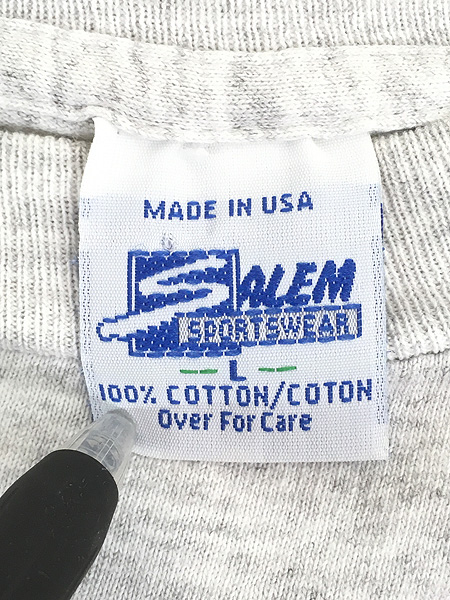 MADE IN USA
SALEM
SPORTSWEAR
L
100% COTTON/COTON
Over For Care